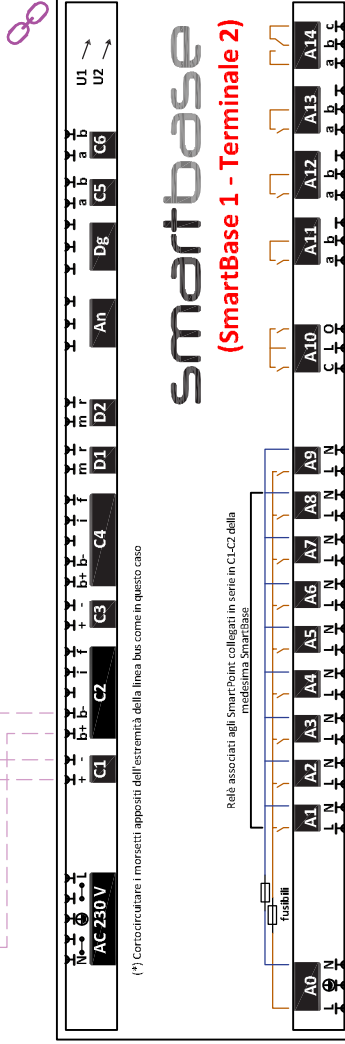 N L + - b+ b- i f + - b+ b- i f m r m r a b a b
AC 230 V C1 C2 C3 C4 D1 D2 An Dg C5 C6
U1
U2
(*) Cortocircuitare i morsetti appositi dell'estremità della linea bus come in questo caso
smartbase
(SmartBase 1 - Terminale 2)
Relè associati agli SmartPoint collegati in serie in C1-C2 della
medesima SmartBase
fusibili
A0 A1 A2 A3 A4 A5 A6 A7 A8 A9 A10 A11 A12 A13 A14
L N L N L N L N L N L N L N L N L N L N C L O a b a b a b a b c